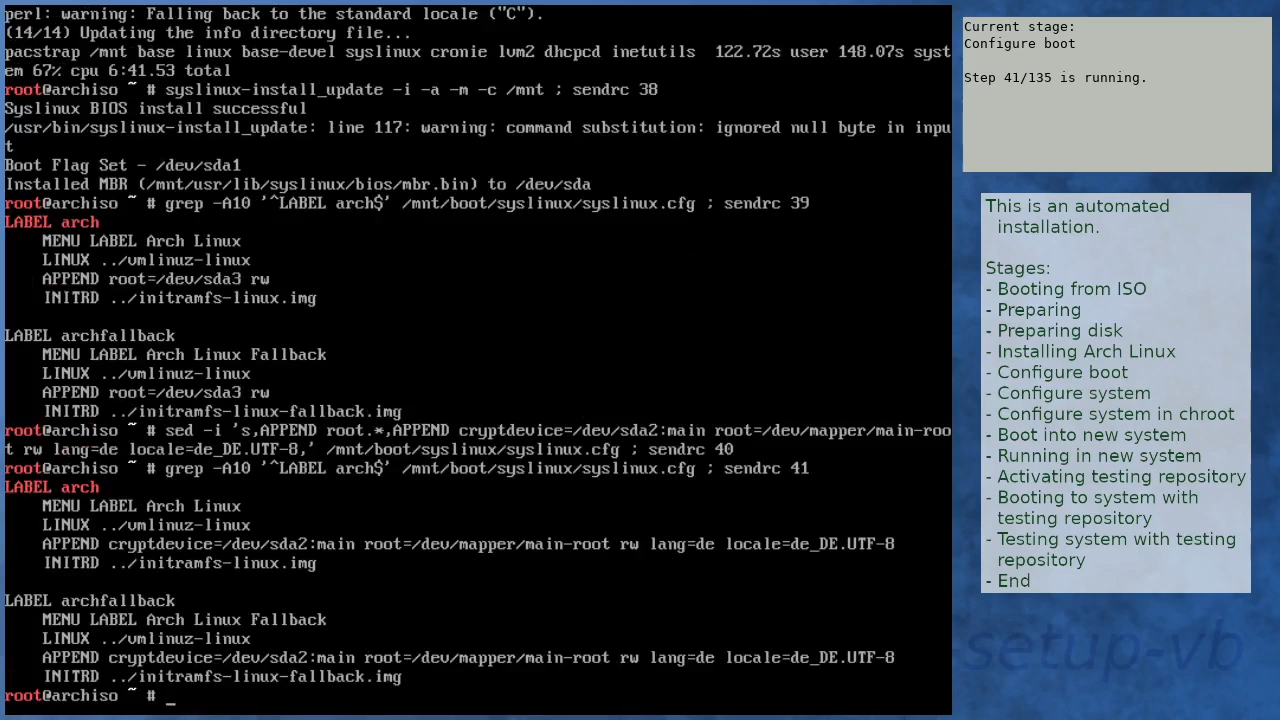 perl: warning: Falling back to the standard locale ("C").
(14/14) Updating the info directory file...
pacstrap /mnt base linux base-devel syslinux cronie lvm2 dhcpcd inetutils  122.72s user 148.07s syst
em 67% cpu 6:41.53 total
root@archiso ~ # syslinux-install_update -i -a -m -c /mnt ; sendrc 38
Syslinux BIOS install successful
/usr/bin/syslinux-install_update: line 117: warning: command substitution: ignored null byte in inpu
t
Boot Flag Set - /dev/sda1
Installed MBR (/mnt/usr/lib/syslinux/bios/mbr.bin) to /dev/sda
root@archiso ~ # grep -A10 '^LABEL arch$' /mnt/boot/syslinux/syslinux.cfg ; sendrc 39
LABEL arch
    MENU LABEL Arch Linux
    LINUX ../vmlinuz-linux
    APPEND root=/dev/sda3 rw
    INITRD ../initramfs-linux.img

LABEL archfallback
    MENU LABEL Arch Linux Fallback
    LINUX ../vmlinuz-linux
    APPEND root=/dev/sda3 rw
    INITRD ../initramfs-linux-fallback.img
root@archiso ~ # sed -i 's,APPEND root.*,APPEND cryptdevice=/dev/sda2:main root=/dev/mapper/main-roo
t rw lang=de locale=de_DE.UTF-8,' /mnt/boot/syslinux/syslinux.cfg ; sendrc 40
root@archiso ~ # grep -A10 '^LABEL arch$' /mnt/boot/syslinux/syslinux.cfg ; sendrc 41
LABEL arch
    MENU LABEL Arch Linux
    LINUX ../vmlinuz-linux
    APPEND cryptdevice=/dev/sda2:main root=/dev/mapper/main-root rw lang=de locale=de_DE.UTF-8
    INITRD ../initramfs-linux.img

LABEL archfallback
    MENU LABEL Arch Linux Fallback
    LINUX ../vmlinuz-linux
    APPEND cryptdevice=/dev/sda2:main root=/dev/mapper/main-root rw lang=de locale=de_DE.UTF-8
    INITRD ../initramfs-linux-fallback.img
root@archiso ~ # _
Current stage:
Configure boot

Step 41/135 is running.
This is an automated
installation.

Stages:
- Booting from ISO
- Preparing
- Preparing disk
- Installing Arch Linux
- Configure boot
- Configure system
- Configure system in chroot
- Boot into new system
- Running in new system
- Activating testing repository
- Booting to system with
testing repository
- Testing system with testing
repository
- End
-setup-vb